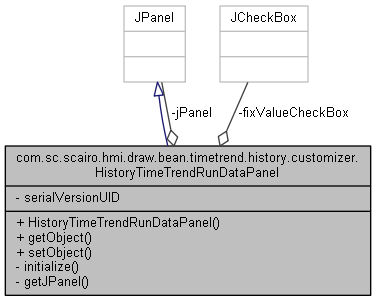 JPanel
JCheckBox
-jPanel
-fixValueCheckBox
com.sc.scairo.hmi.draw.bean.timetrend.history.customizer.
HistoryTimeTrendRunDataPanel
- serialVersionUID
+ HistoryTimeTrendRunDataPanel()
+ getObject()
+ setObject()
- initialize()
- getJPanel()